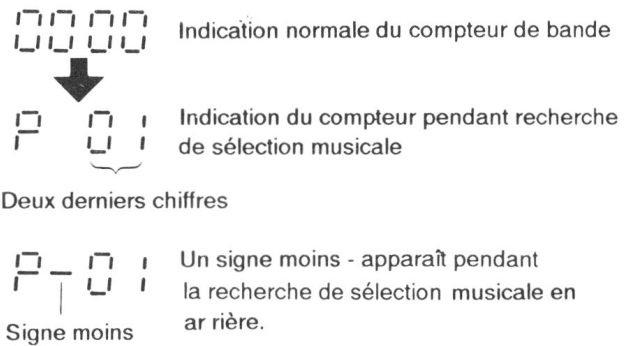 0000 Indication normale du compteur de bande
P 01 Indication du compteur pendant recherche
de sélection musicale
Deux derniers chiffres
P-01 Un signe moins - apparaît pendant
la recherche de sélection musicale en
ar rière.
Signe moins